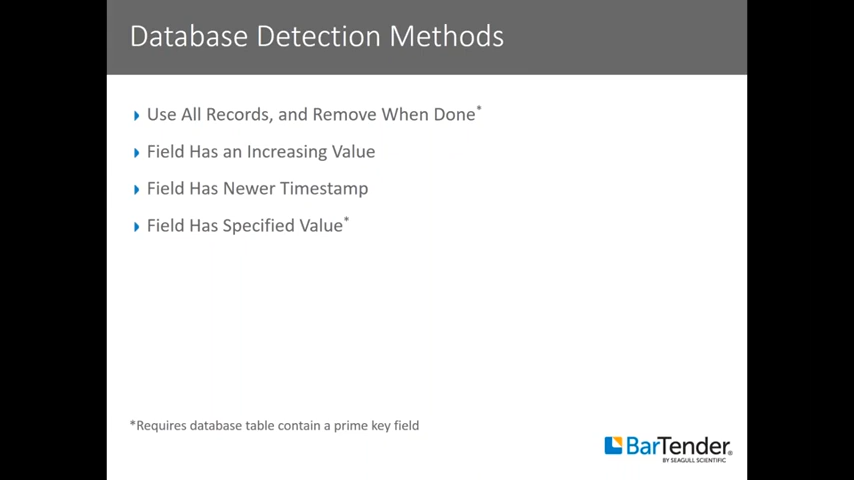 Database Detection Methods
Use All Records, and Remove When Done*
Field Has an Increasing Value
Field Has Newer Timestamp
Field Has Specified Value*
*Requires database table contain a prime key field
BarTender®
BY SEAGULL SCIENTIFIC